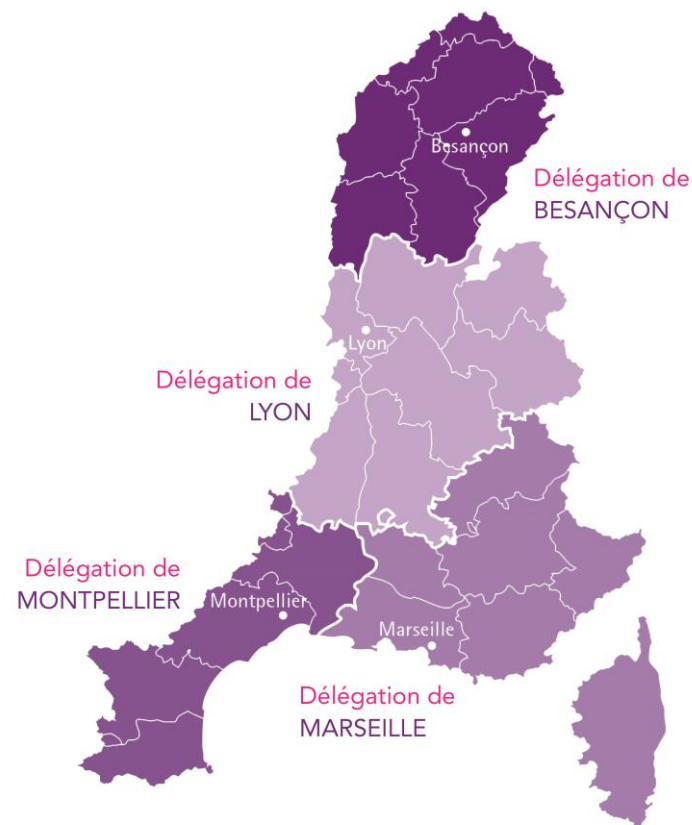 Besançon
Délégation de
BESANÇON
Lyon
Délégation de
LYON
Délégation de
MONTPELLIER
Montpellier
Marseille
Délégation de
MARSEILLE